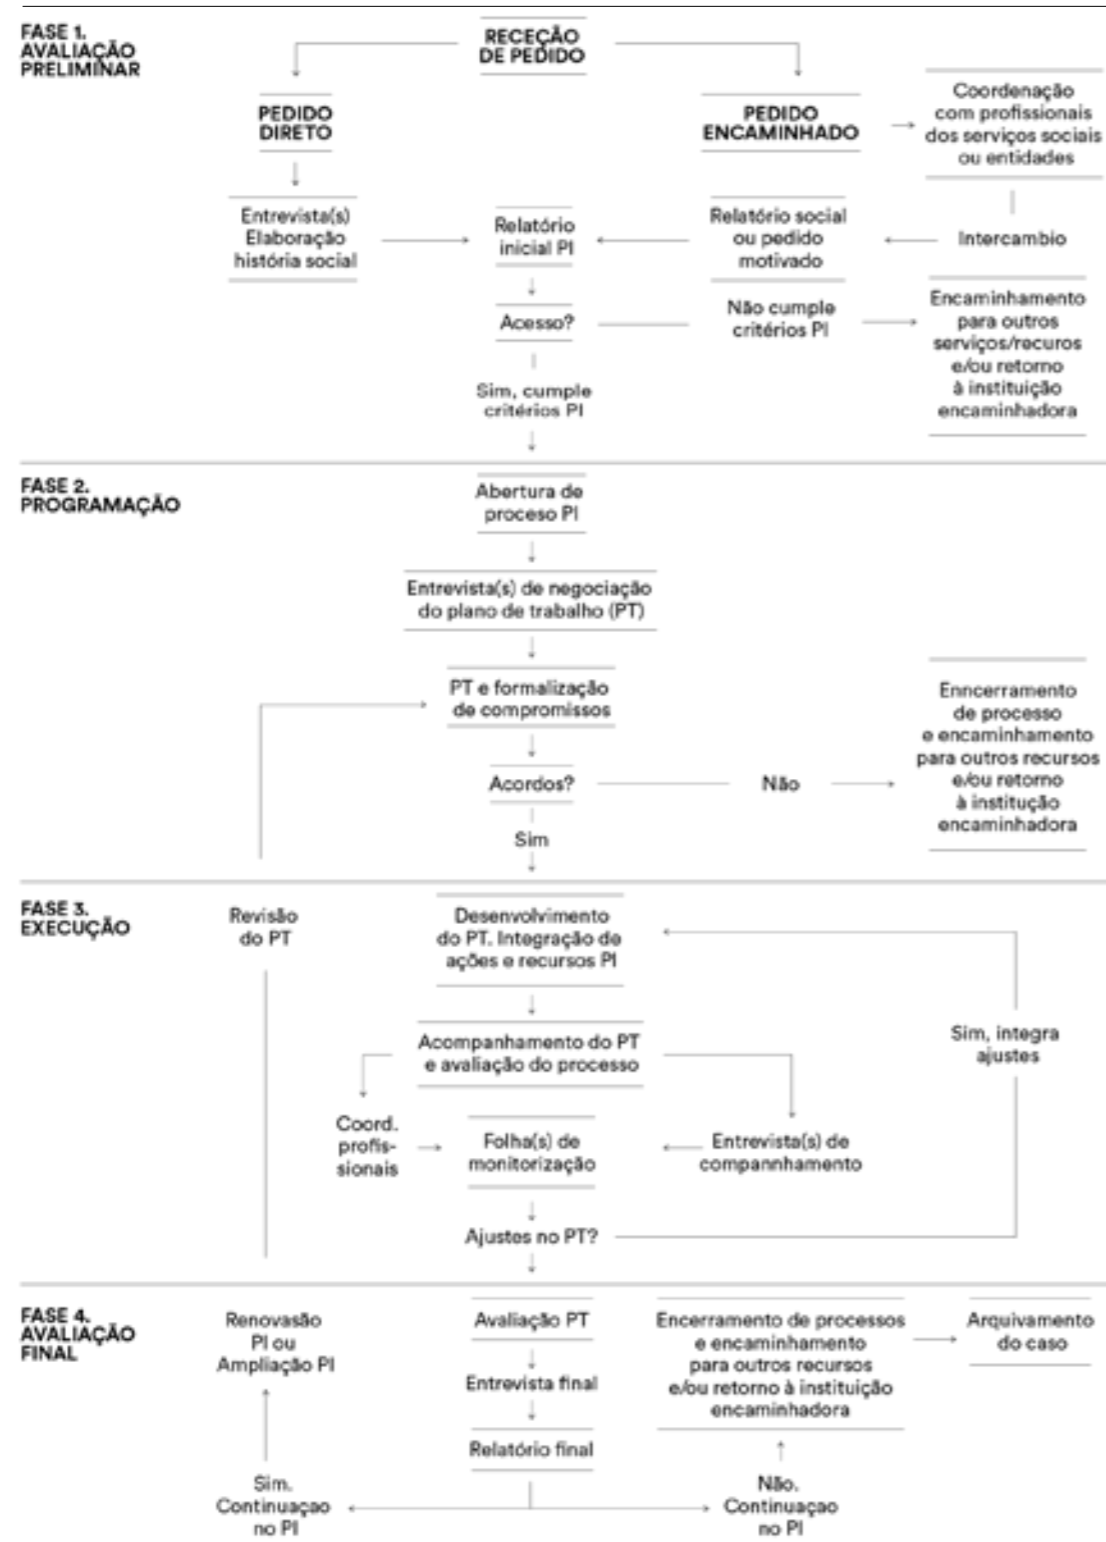 FASE 1.
AVALIAÇÃO
PRELIMINAR
RECEÇÃO
DE PEDIDO
PEDIDO
DIRETO
PEDIDO
ENCAMINHADO
Coordenação
com profissionais
dos serviços sociais
ou entidades
Entrevista(s)
Elaboração
história social
Relatório
inicial PI
Relatório social
ou pedido
motivado
Intercambio
Acesso?
Não cumple
critérios PI
Encaminhamento
para outros
serviços/recuros
e/ou retorno
à instituição
encaminhadora
Sim, cumple
critérios PI
FASE 2.
PROGRAMAÇÃO
Abertura de
proceso PI
Entrevista(s) de negociação
do plano de trabalho (PT)
PT e formalização
de compromissos
Acordos?
Não
Enncerramento
de processo
e encaminhamento
para outros recursos
e/ou retorno
à institução
encaminhadora
Sim
FASE 3.
EXECUÇÃO
Revisão
do PT
Desenvolvimento
do PT. Integração de
ações e recursos PI
Sim, integra
ajustes
Acompanhamento do PT
e avaliação do processo
Coord.
profis-
sionais
Folha(s) de
monitorização
Entrevista(s) de
compannhamento
Ajustes no PT?
FASE 4.
AVALIAÇÃO
FINAL
Renovasão
PI ou
Ampliação PI
Avaliação PT
Entrevista final
Relatório final
Encerramento de processos
e encaminhamento
para outros recursos
e/ou retorno à instituição
encaminhadora
Arquivamento
do caso
Sim.
Continuaçao
no PI
Não.
Continuaçao
no PI